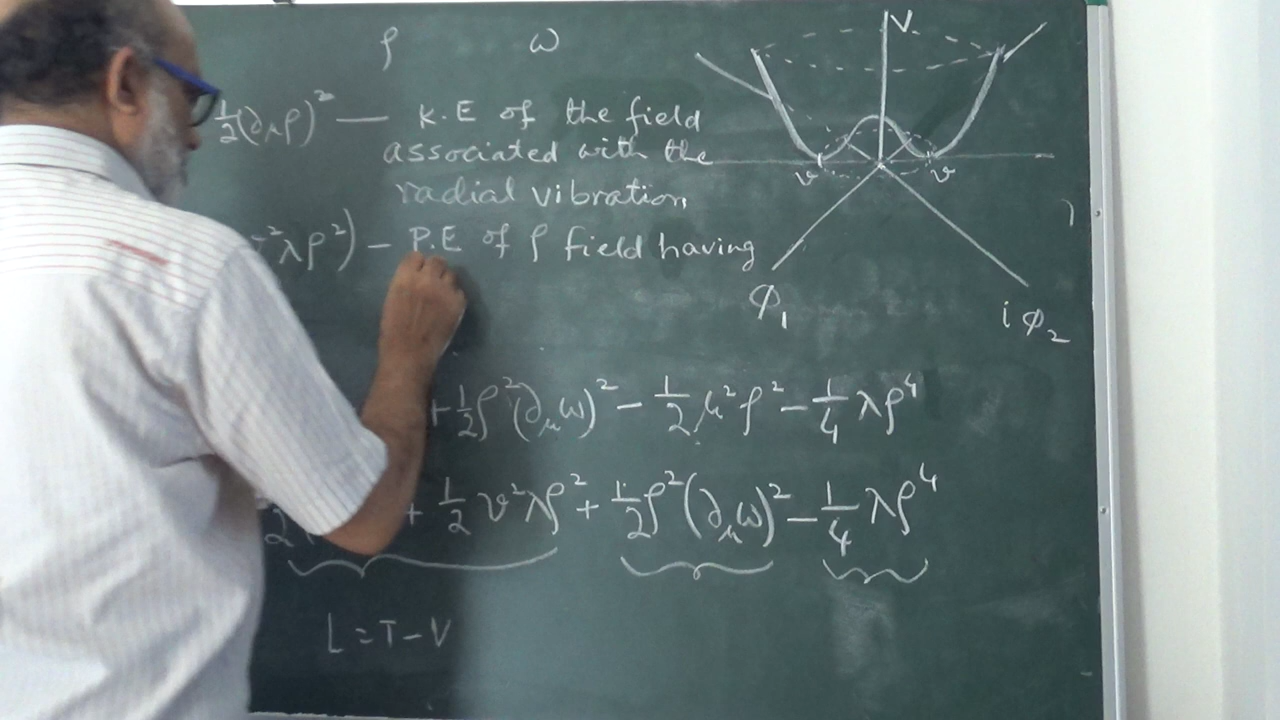 ρ ω
½(∂μρ)² — K.E of the field
associated with the
radial vibration
²λρ²) – P.E of ρ field having
V
v v
φ₁
iφ₂
+½ρ²(∂μω)² – ½μ²ρ² – ¼λρ⁴
+ ½v²λρ² + ½ρ²(∂μω)² – ¼λρ⁴
L = T – V